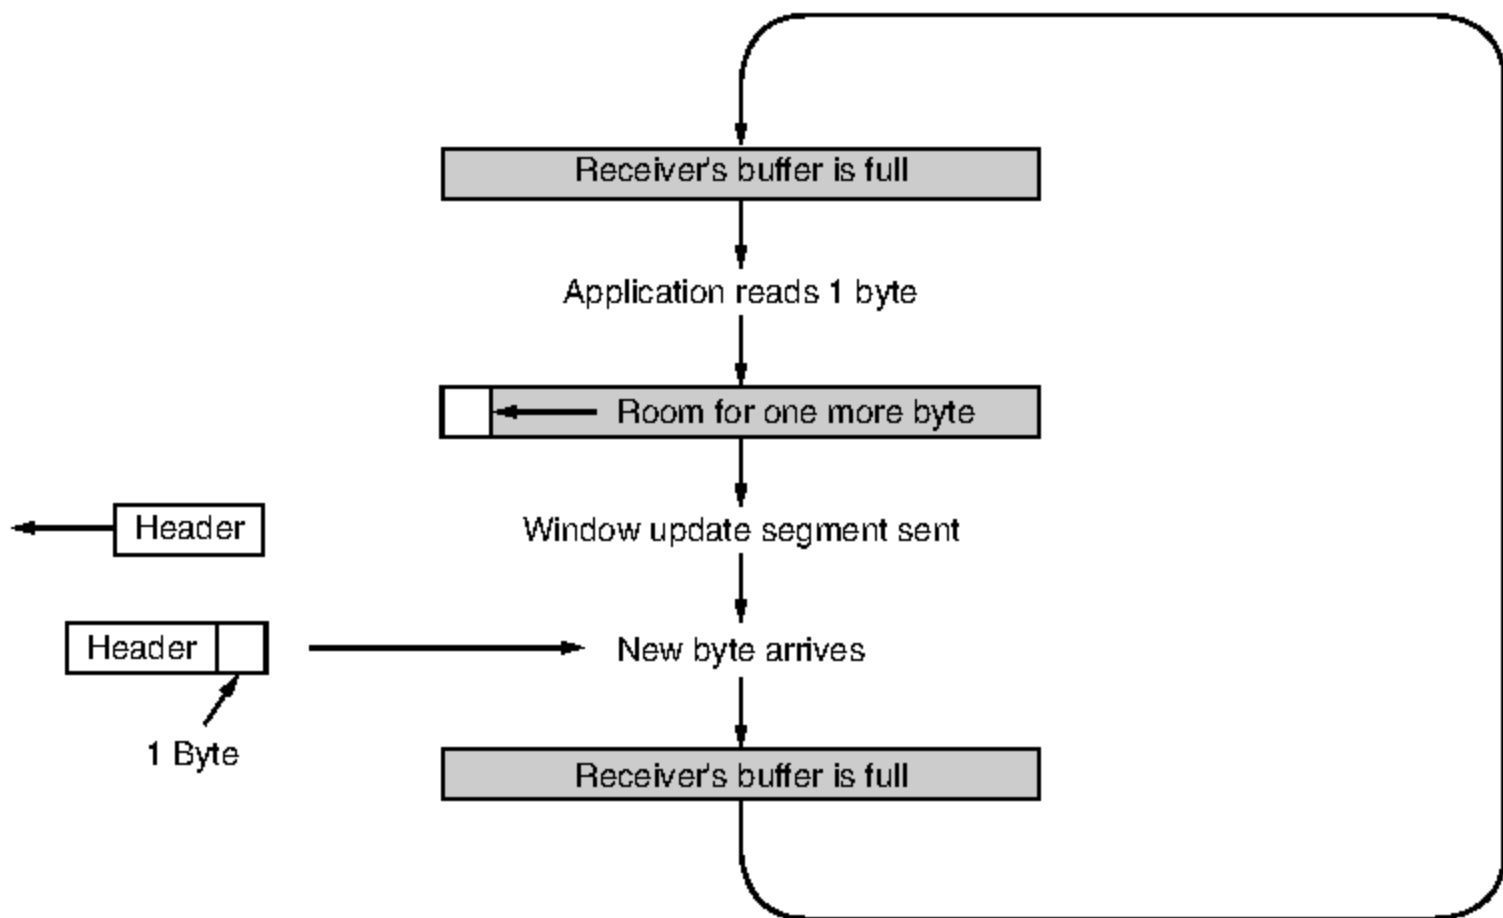 Receiver's buffer is full
Application reads 1 byte
Room for one more byte
Header
Window update segment sent
Header
New byte arrives
1 Byte
Receiver's buffer is full